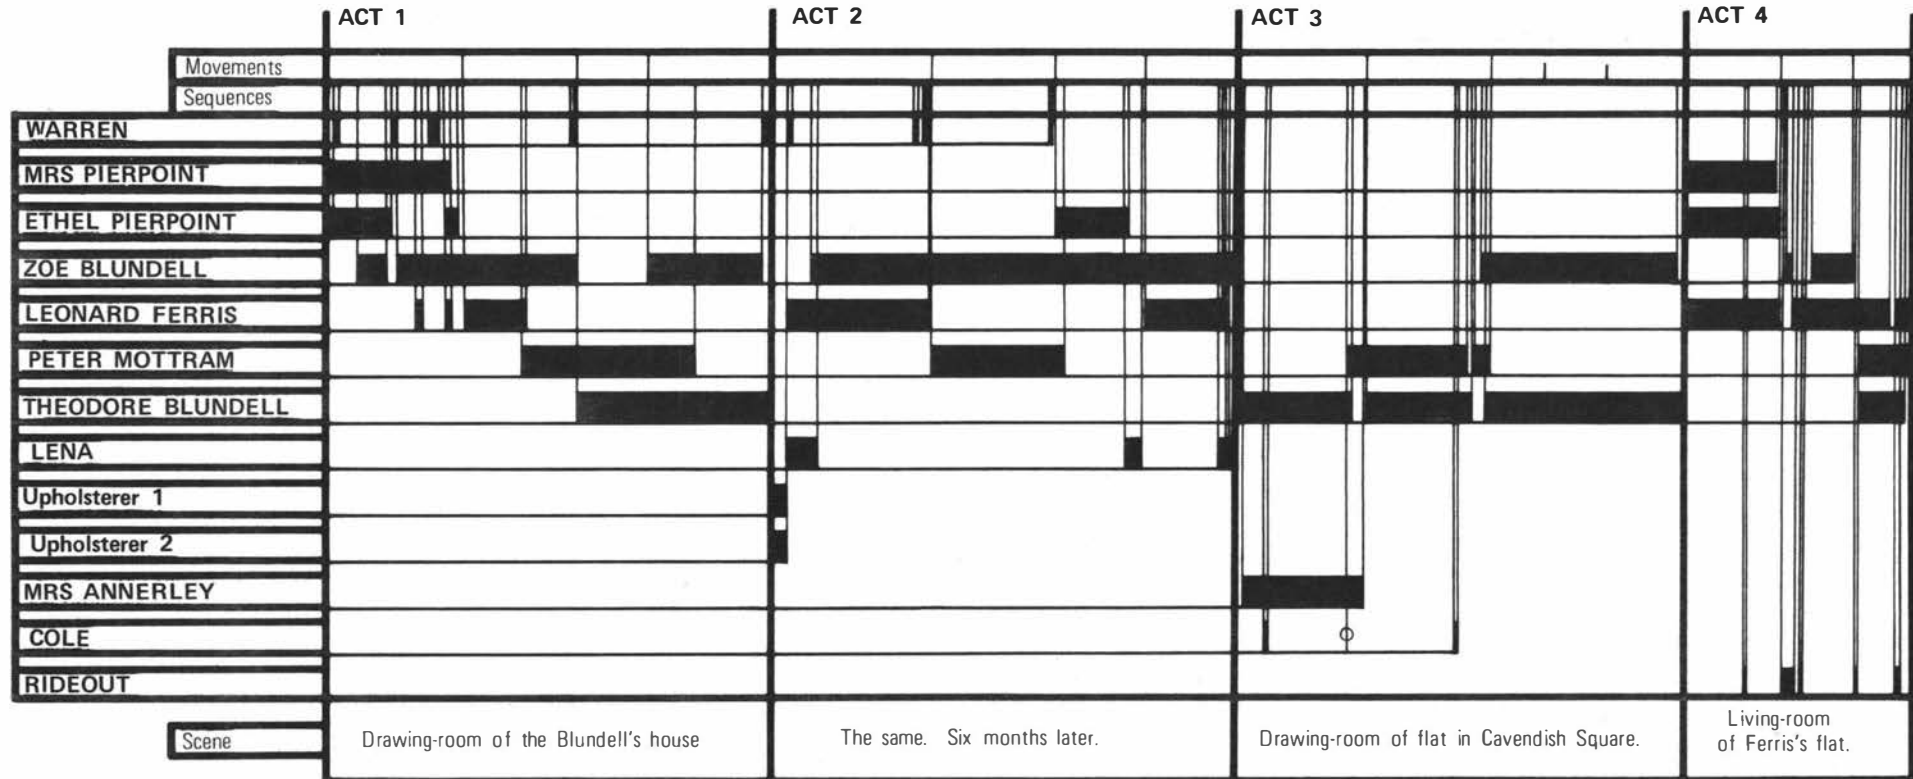 ACT 1
ACT 2
ACT 3
ACT 4
Movements
Sequences
WARREN
MRS PIERPOINT
ETHEL PIERPOINT
ZOE BLUNDELL
LEONARD FERRIS
PETER MOTTRAM
THEODORE BLUNDELL
LENA
Upholsterer 1
Upholsterer 2
MRS ANNERLEY
COLE
RIDEOUT
Scene
Drawing-room of the Blundell's house
The same. Six months later.
Drawing-room of flat in Cavendish Square.
Living-room
of Ferris's flat.